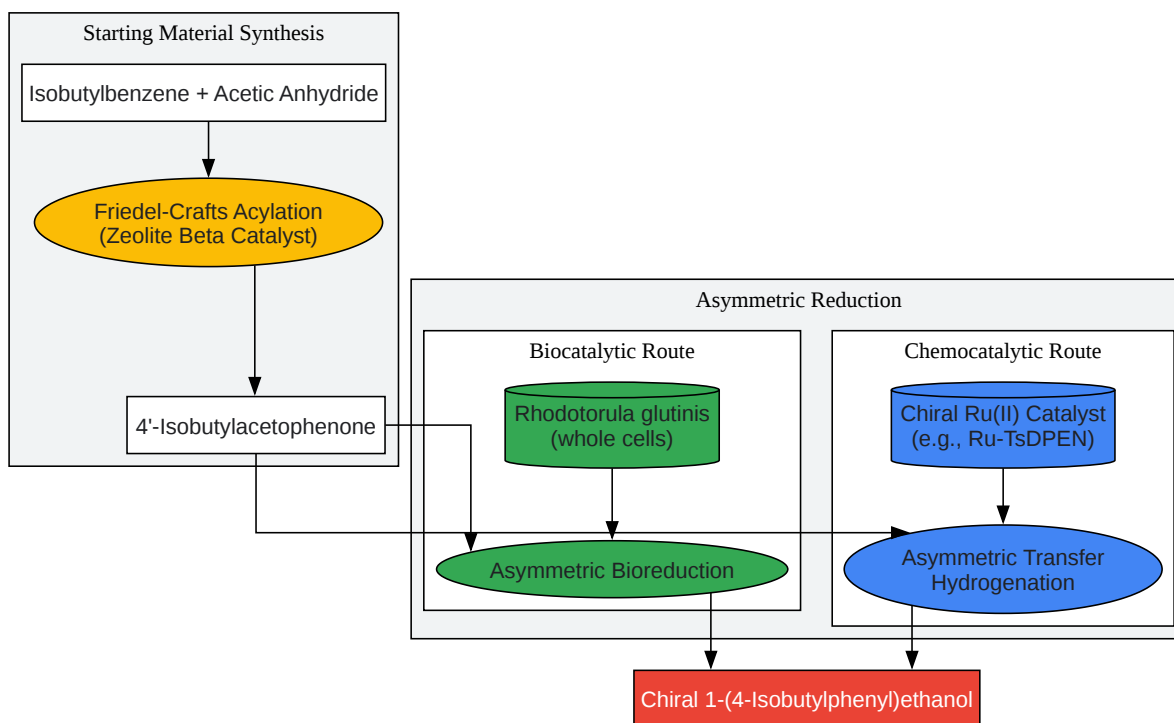 Starting Material Synthesis
Isobutylbenzene + Acetic Anhydride
Friedel-Crafts Acylation
(Zeolite Beta Catalyst)
4'-Isobutylacetophenone
Asymmetric Reduction
Biocatalytic Route
Rhodotorula glutinis
(whole cells)
Asymmetric Bioreduction
Chemocatalytic Route
Chiral Ru(II) Catalyst
(e.g., Ru-TsDPEN)
Asymmetric Transfer
Hydrogenation
Chiral 1-(4-Isobutylphenyl)ethanol